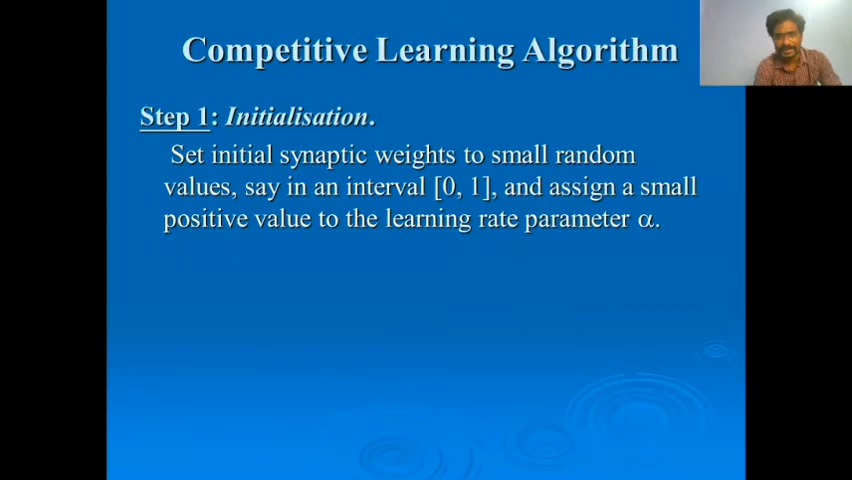 Competitive Learning Algorithm
Step 1: Initialisation.
Set initial synaptic weights to small random
values, say in an interval [0, 1], and assign a small
positive value to the learning rate parameter α.